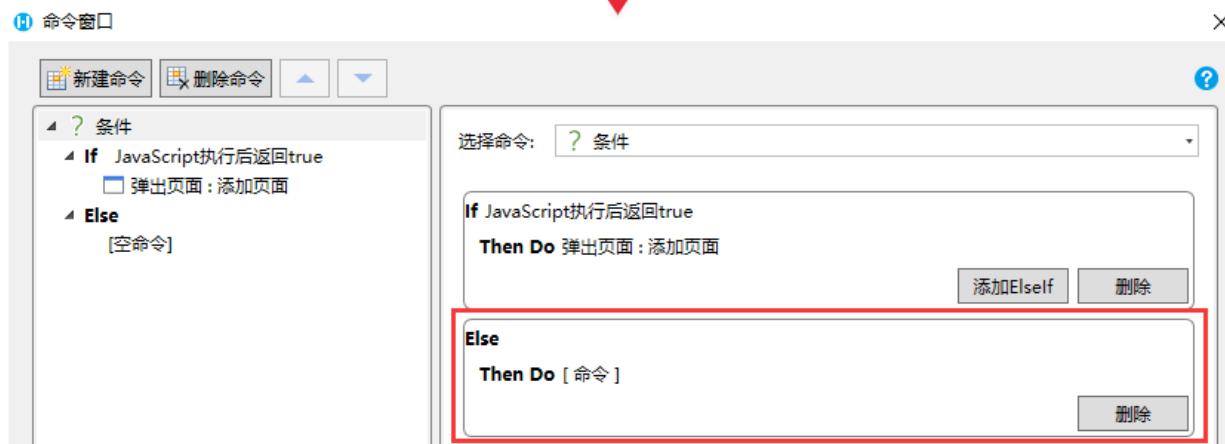 命令窗口
新建命令 删除命令
条件
If JavaScript执行后返回true
弹出页面 : 添加页面
Else
[空命令]
选择命令: ? 条件
If JavaScript执行后返回true
Then Do 弹出页面 : 添加页面
添加ElseIf 删除
Else
Then Do [ 命令 ]
删除